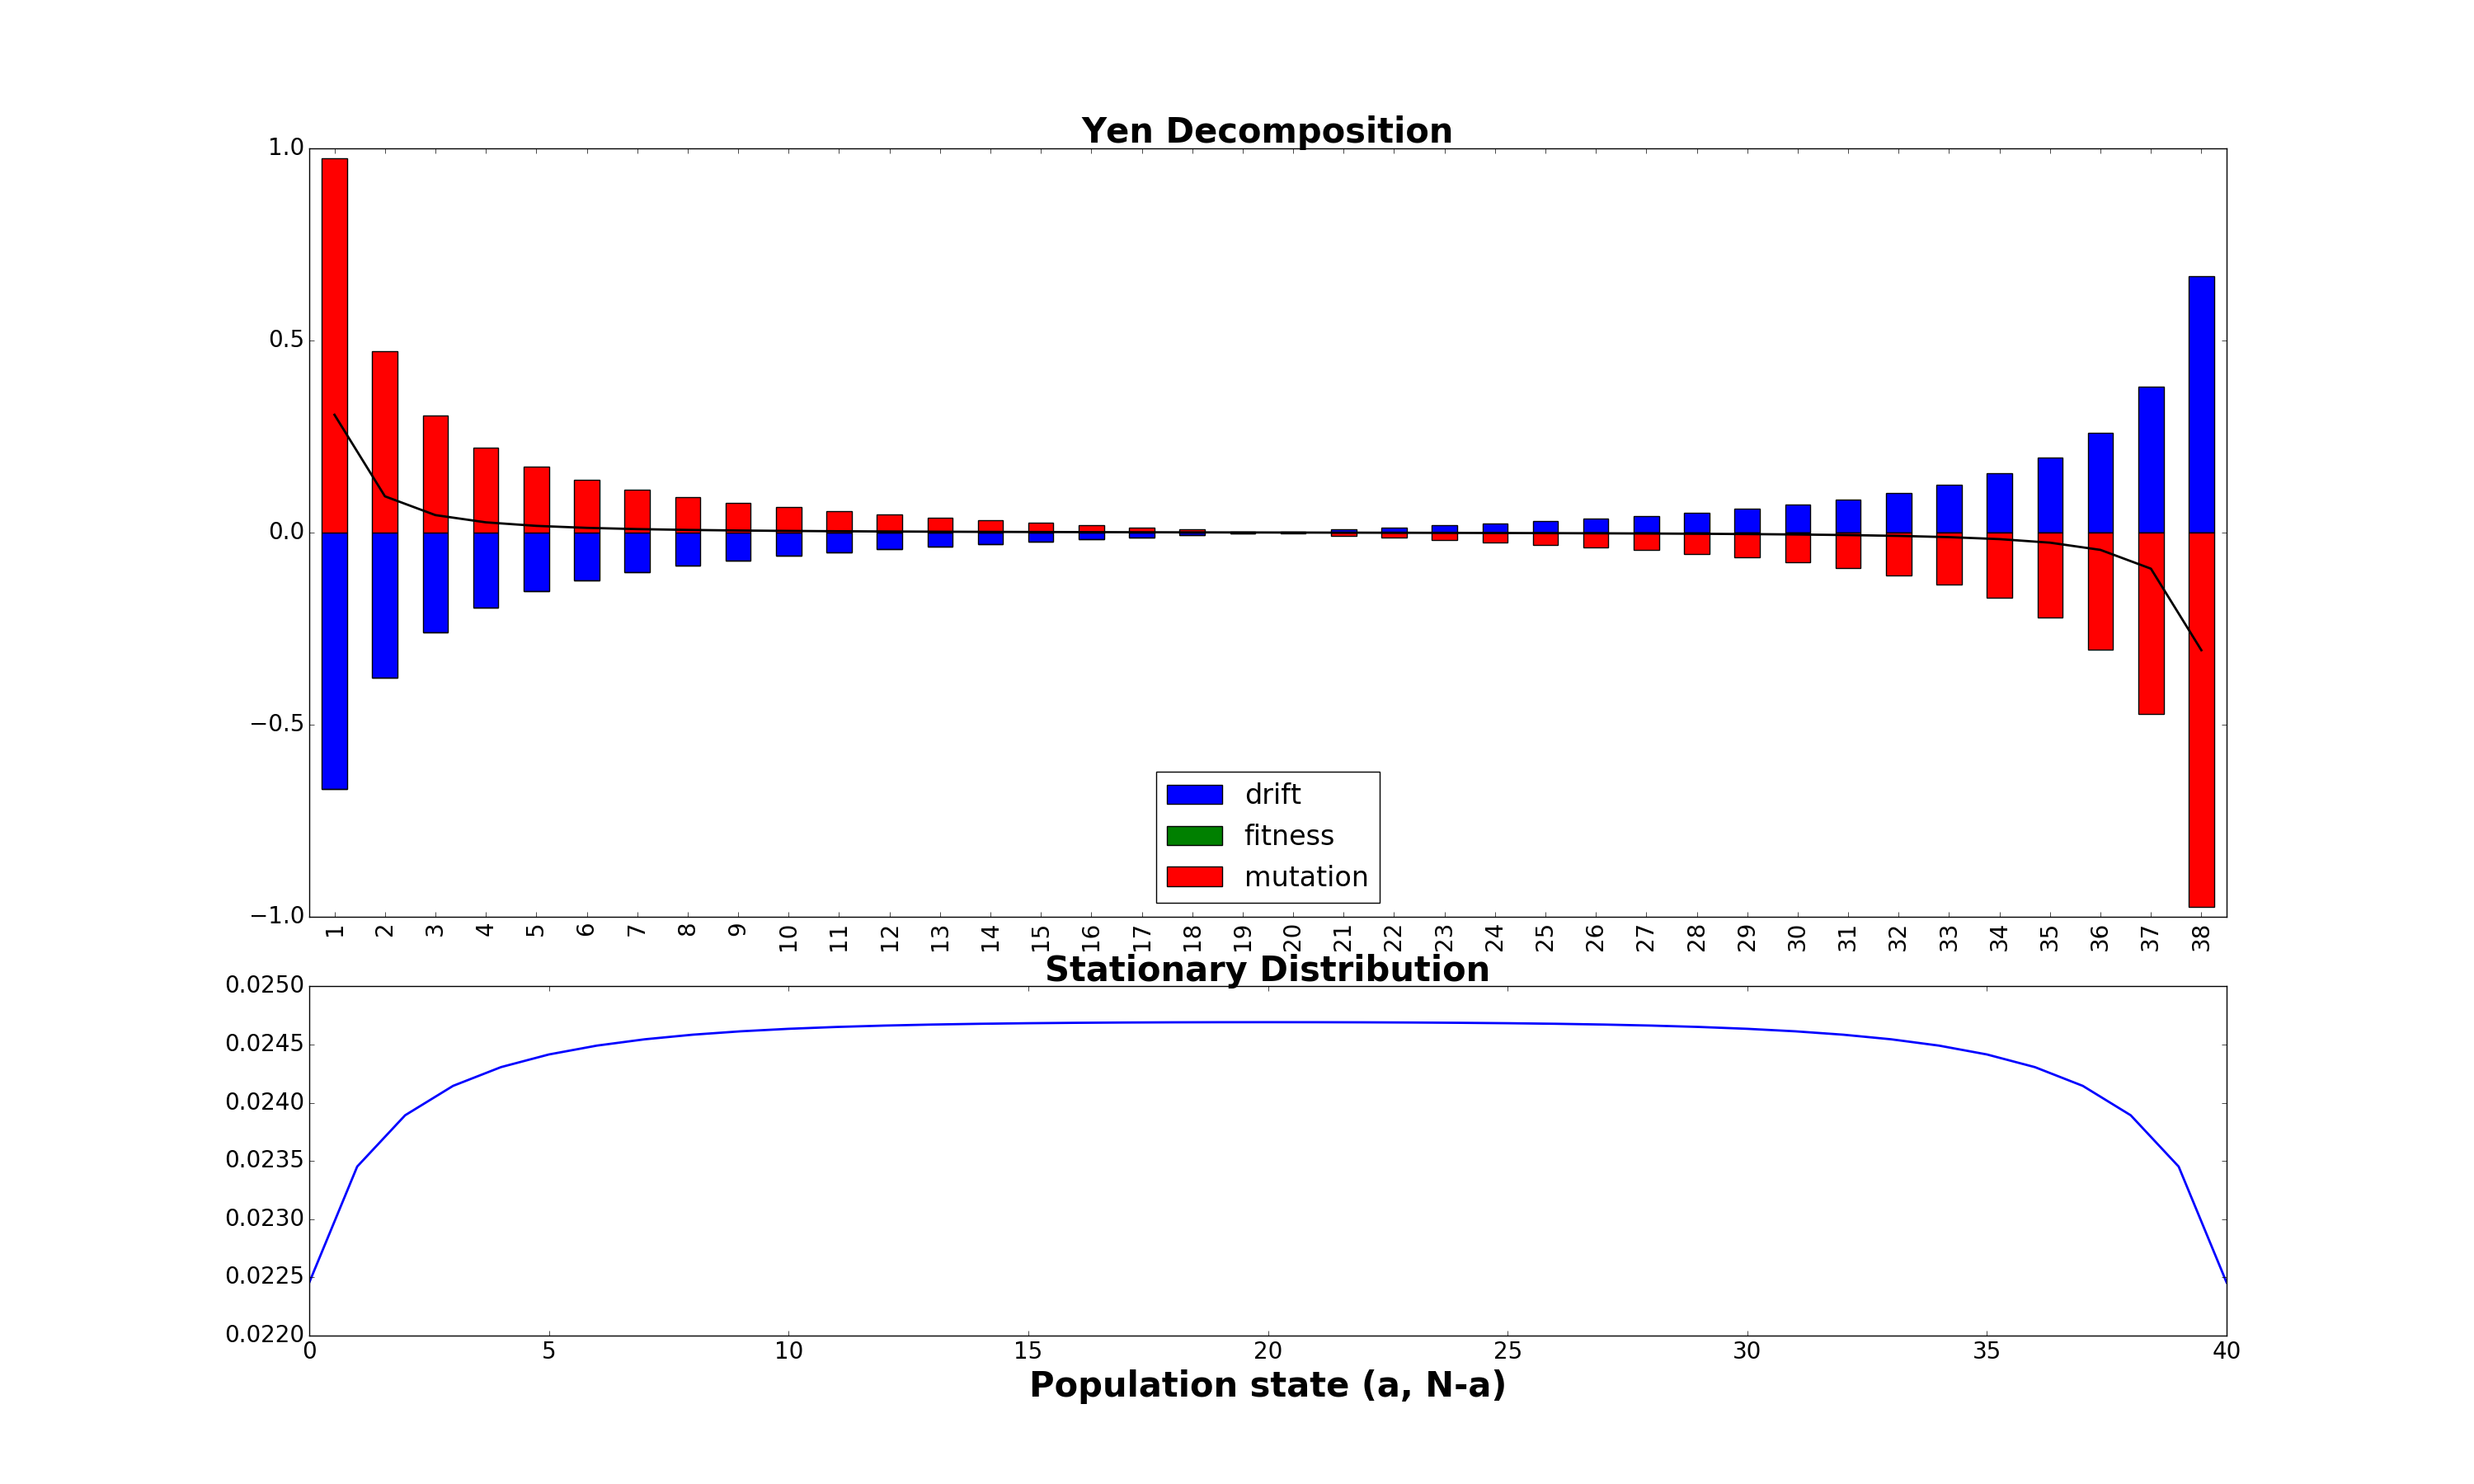 Yen Decomposition
1.0
0.5
0.0
−0.5
−1.0
drift
fitness
mutation
1 2 3 4 5 6 7 8 9 10 11 12 13 14 15 16 17 18 19 20 21 22 23 24 25 26 27 28 29 30 31 32 33 34 35 36 37 38
Stationary Distribution
0.0250
0.0245
0.0240
0.0235
0.0230
0.0225
0.0220
0 5 10 15 20 25 30 35 40
Population state (a, N-a)